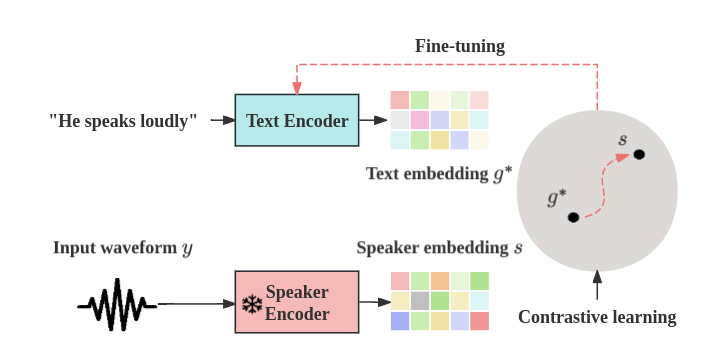 Fine-tuning
"He speaks loudly"
Text Encoder
Text embedding g*
s
g*
Input waveform y
Speaker embedding s
Speaker
Encoder
Contrastive learning